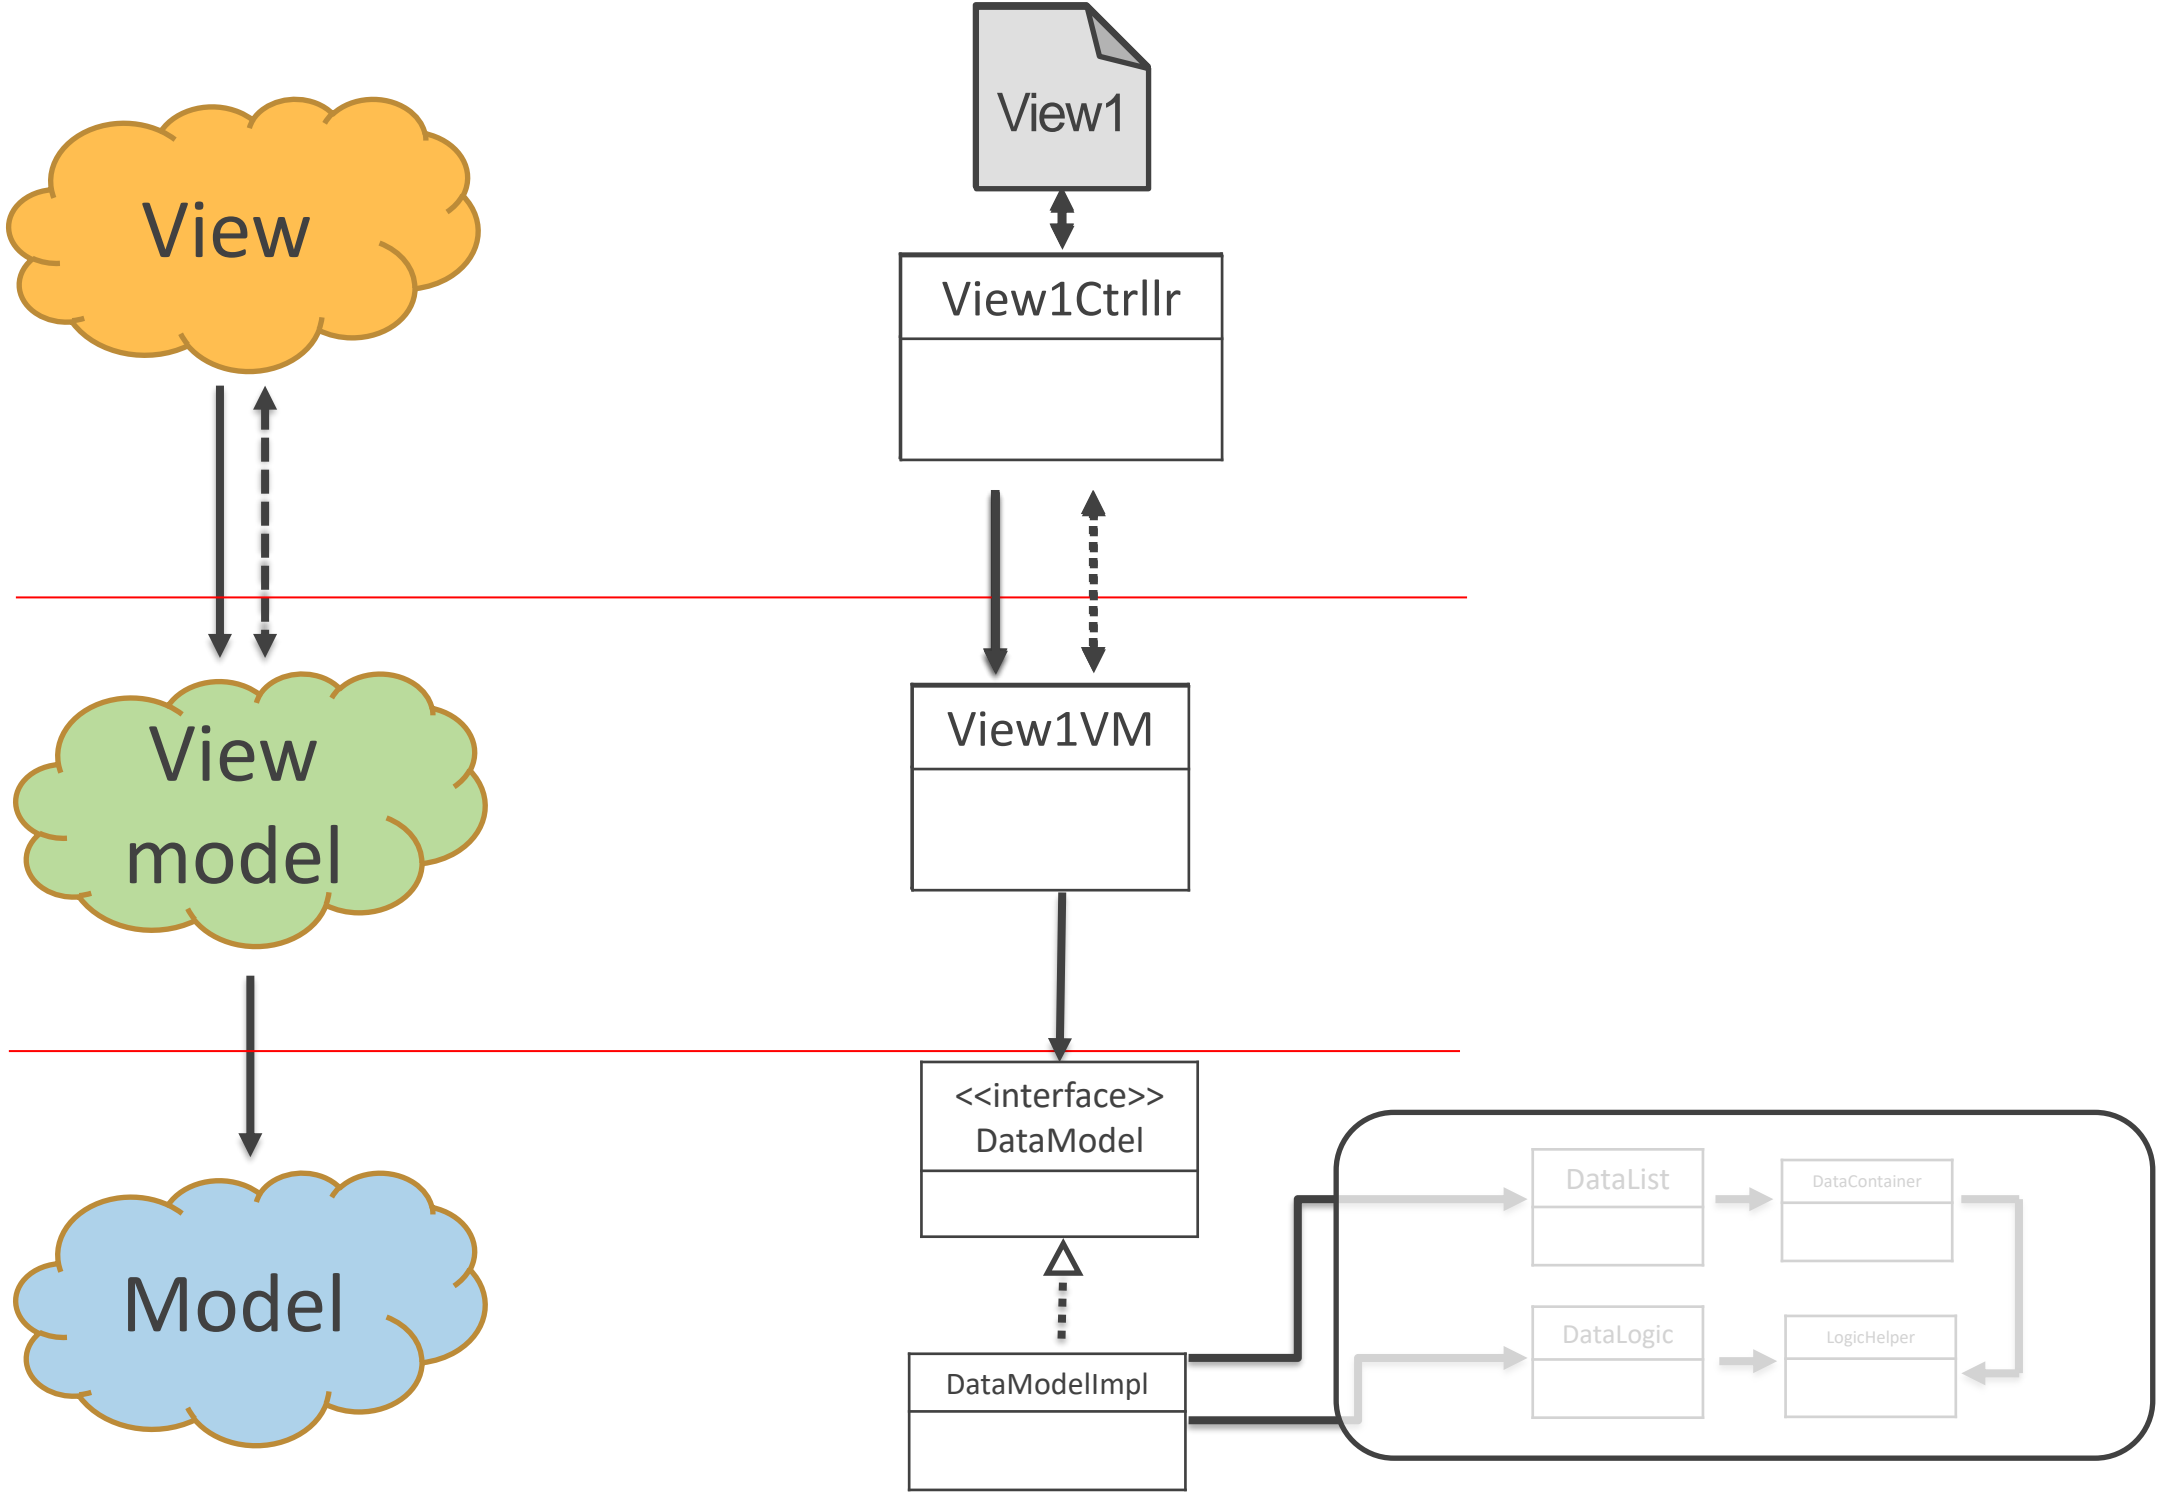 View1
View
View1Ctrllr
View
model
View1VM
<<interface>>
DataModel
DataList
DataContainer
Model
DataLogic
LogicHelper
DataModelImpl